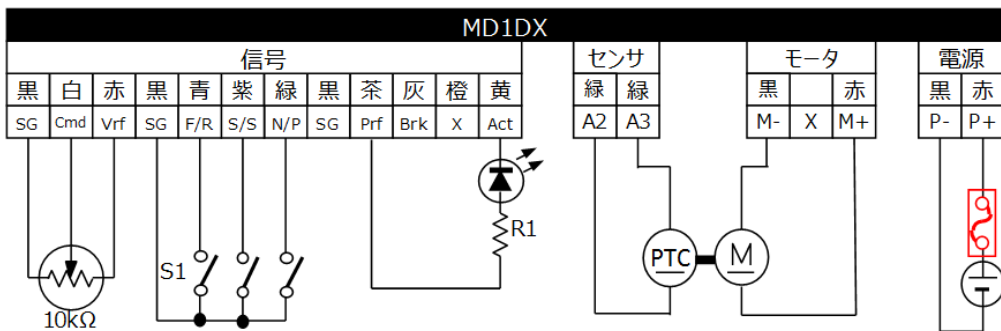 MD1DX
信号 センサ モータ 電源
黒 白 赤 黒 青 紫 緑 黒 茶 灰 橙 黄 緑 緑 黒 赤 黒 赤
SG Cmd Vrf SG F/R S/S N/P SG Prf Brk X Act A2 A3 M- X M+ P- P+
R1
PTC M
S1
10kΩ